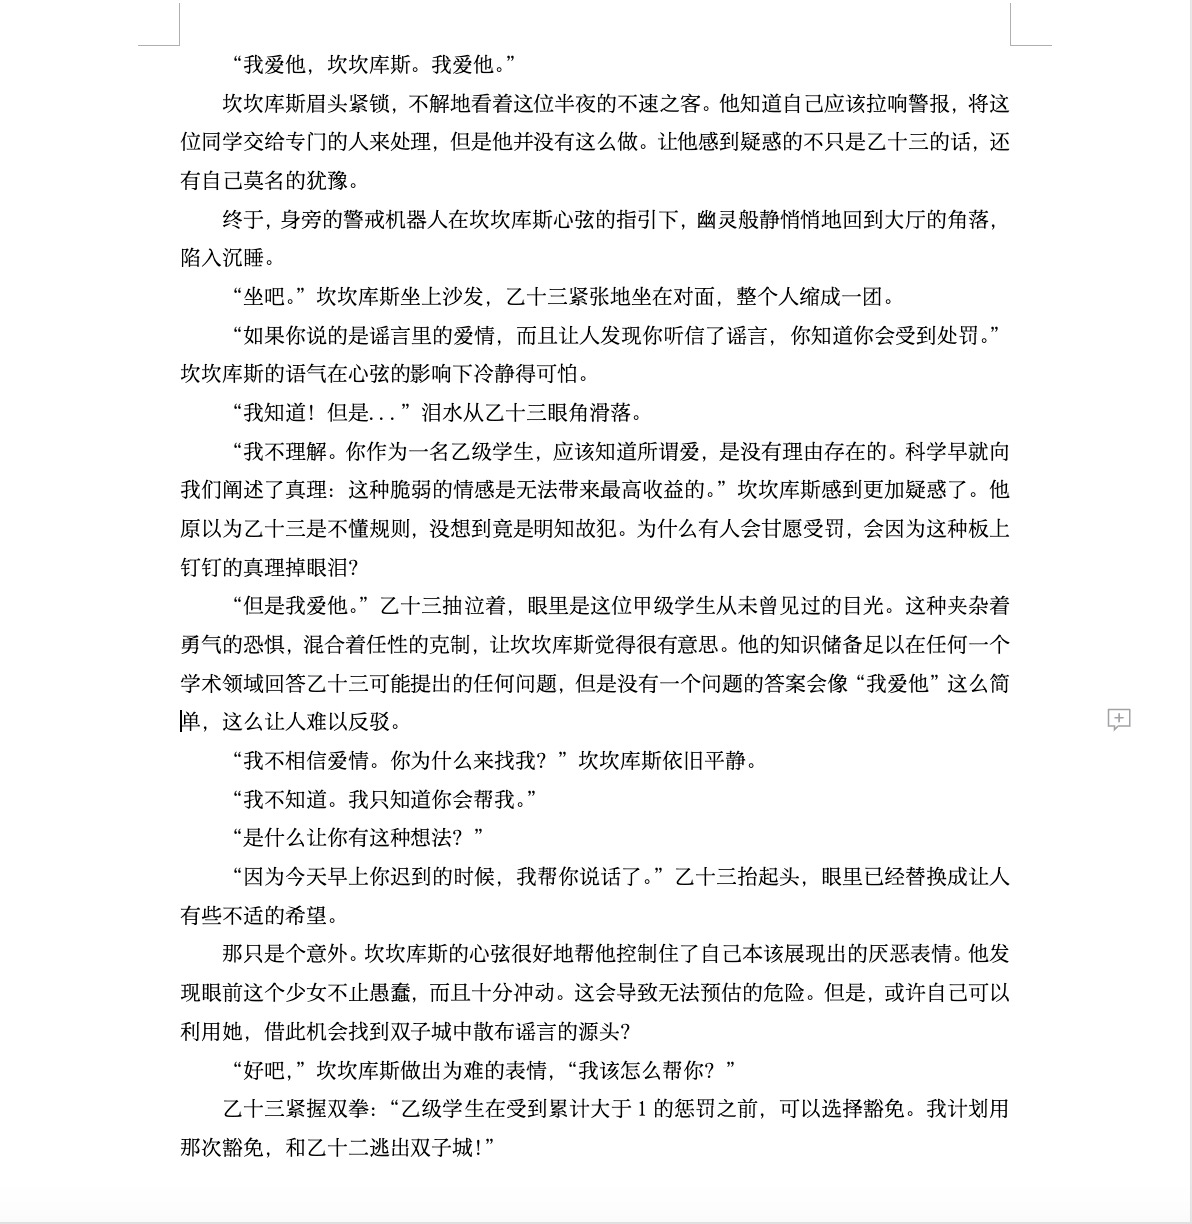 “我爱他，坎坎库斯。我爱他。”
坎坎库斯眉头紧锁，不解地看着这位半夜的不速之客。他知道自己应该拉响警报，将这
位同学交给专门的人来处理，但是他并没有这么做。让他感到疑惑的不只是乙十三的话，还
有自己莫名的犹豫。
终于，身旁的警戒机器人在坎坎库斯心弦的指引下，幽灵般静悄悄地回到大厅的角落，
陷入沉睡。
“坐吧。”坎坎库斯坐上沙发，乙十三紧张地坐在对面，整个人缩成一团。
“如果你说的是谣言里的爱情，而且让人发现你听信了谣言，你知道你会受到处罚。”
坎坎库斯的语气在心弦的影响下冷静得可怕。
“我知道！但是...”泪水从乙十三眼角滑落。
“我不理解。你作为一名乙级学生，应该知道所谓爱，是没有理由存在的。科学早就向
我们阐述了真理：这种脆弱的情感是无法带来最高收益的。”坎坎库斯感到更加疑惑了。他
原以为乙十三是不懂规则，没想到竟是明知故犯。为什么有人会甘愿受罚，会因为这种板上
钉钉的真理掉眼泪？
“但是我爱他。”乙十三抽泣着，眼里是这位甲级学生从未曾见过的目光。这种夹杂着
勇气的恐惧，混合着任性的克制，让坎坎库斯觉得很有意思。他的知识储备足以在任何一个
学术领域回答乙十三可能提出的任何问题，但是没有一个问题的答案会像“我爱他”这么简
单，这么让人难以反驳。
“我不相信爱情。你为什么来找我？”坎坎库斯依旧平静。
“我不知道。我只知道你会帮我。”
“是什么让你有这种想法？”
“因为今天早上你迟到的时候，我帮你说话了。”乙十三抬起头，眼里已经替换成让人
有些不适的希望。
那只是个意外。坎坎库斯的心弦很好地帮他控制住了自己本该展现出的厌恶表情。他发
现眼前这个少女不止愚蠢，而且十分冲动。这会导致无法预估的危险。但是，或许自己可以
利用她，借此机会找到双子城中散布谣言的源头？
“好吧，”坎坎库斯做出为难的表情，“我该怎么帮你？”
乙十三紧握双拳：“乙级学生在受到累计大于1的惩罚之前，可以选择豁免。我计划用
那次豁免，和乙十二逃出双子城！”